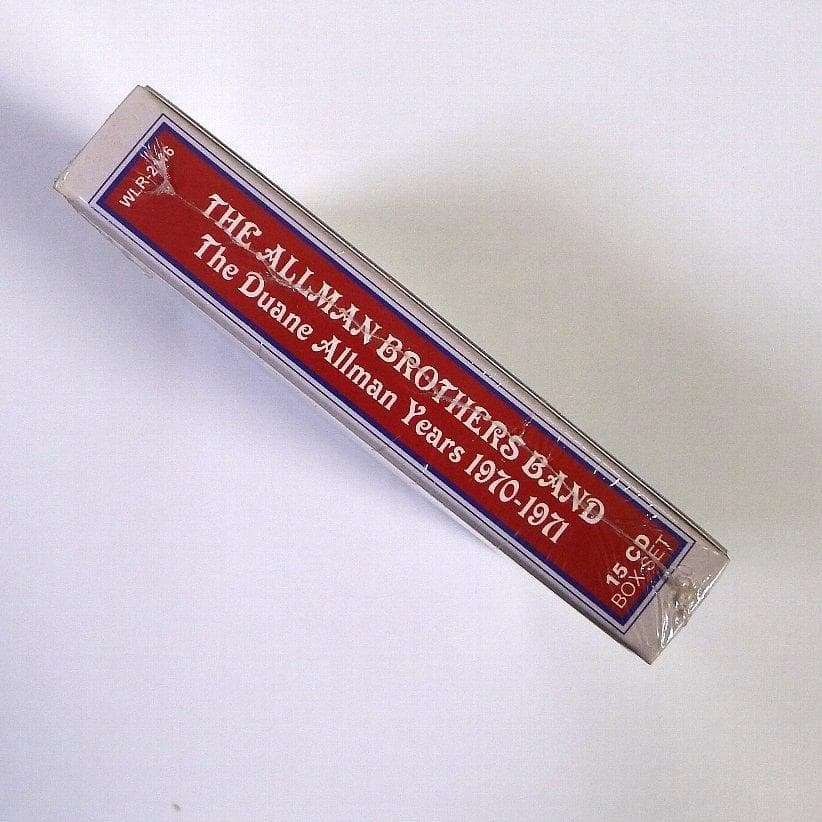 THE ALLMAN BROTHERS BAND
The Duane Allman Years 1970-1971
15 CD
BOX SET